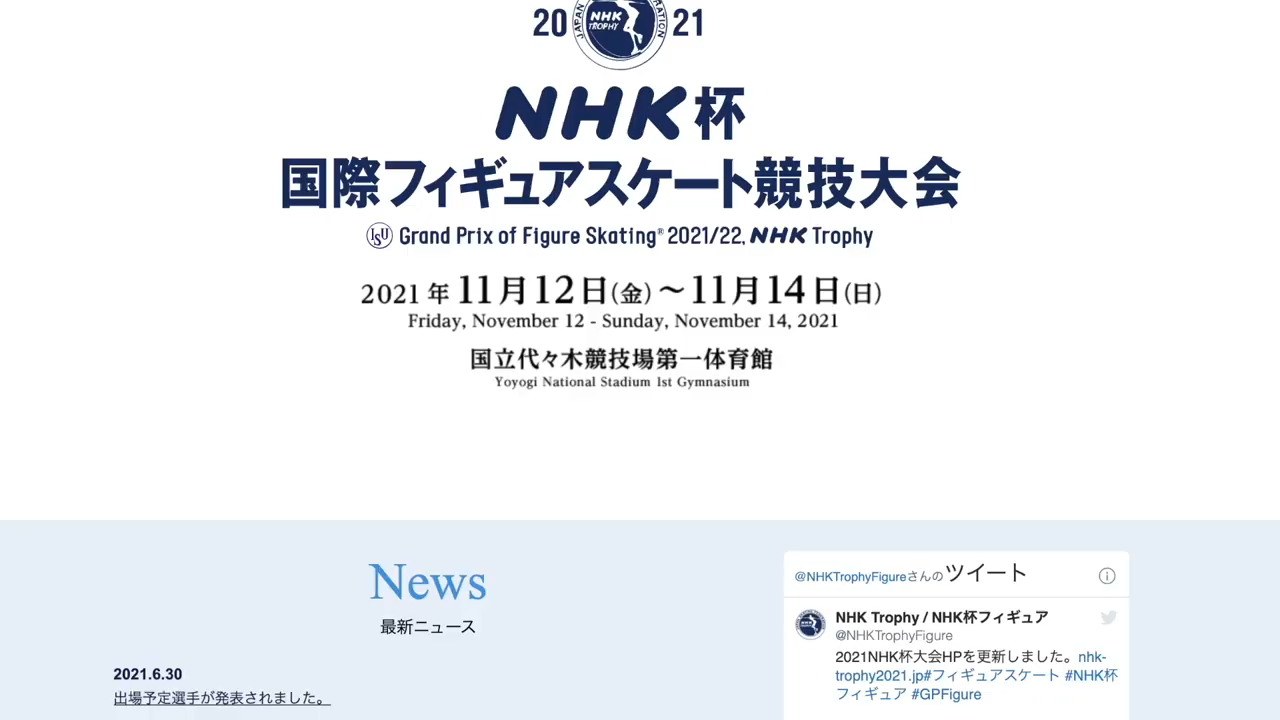 2021
NHK TROPHY
NHK杯
国際フィギュアスケート競技大会
ISU Grand Prix of Figure Skating® 2021/22, NHK Trophy
2021年11月12日(金)〜11月14日(日)
Friday, November 12 - Sunday, November 14, 2021
国立代々木競技場第一体育館
Yoyogi National Stadium 1st Gymnasium
News
最新ニュース
2021.6.30
出場予定選手が発表されました。
@NHKTrophyFigureさんのツイート
NHK Trophy / NHK杯フィギュア
@NHKTrophyFigure
2021NHK杯大会HPを更新しました。nhk-
trophy2021.jp#フィギュアスケート #NHK杯
フィギュア #GPFigure